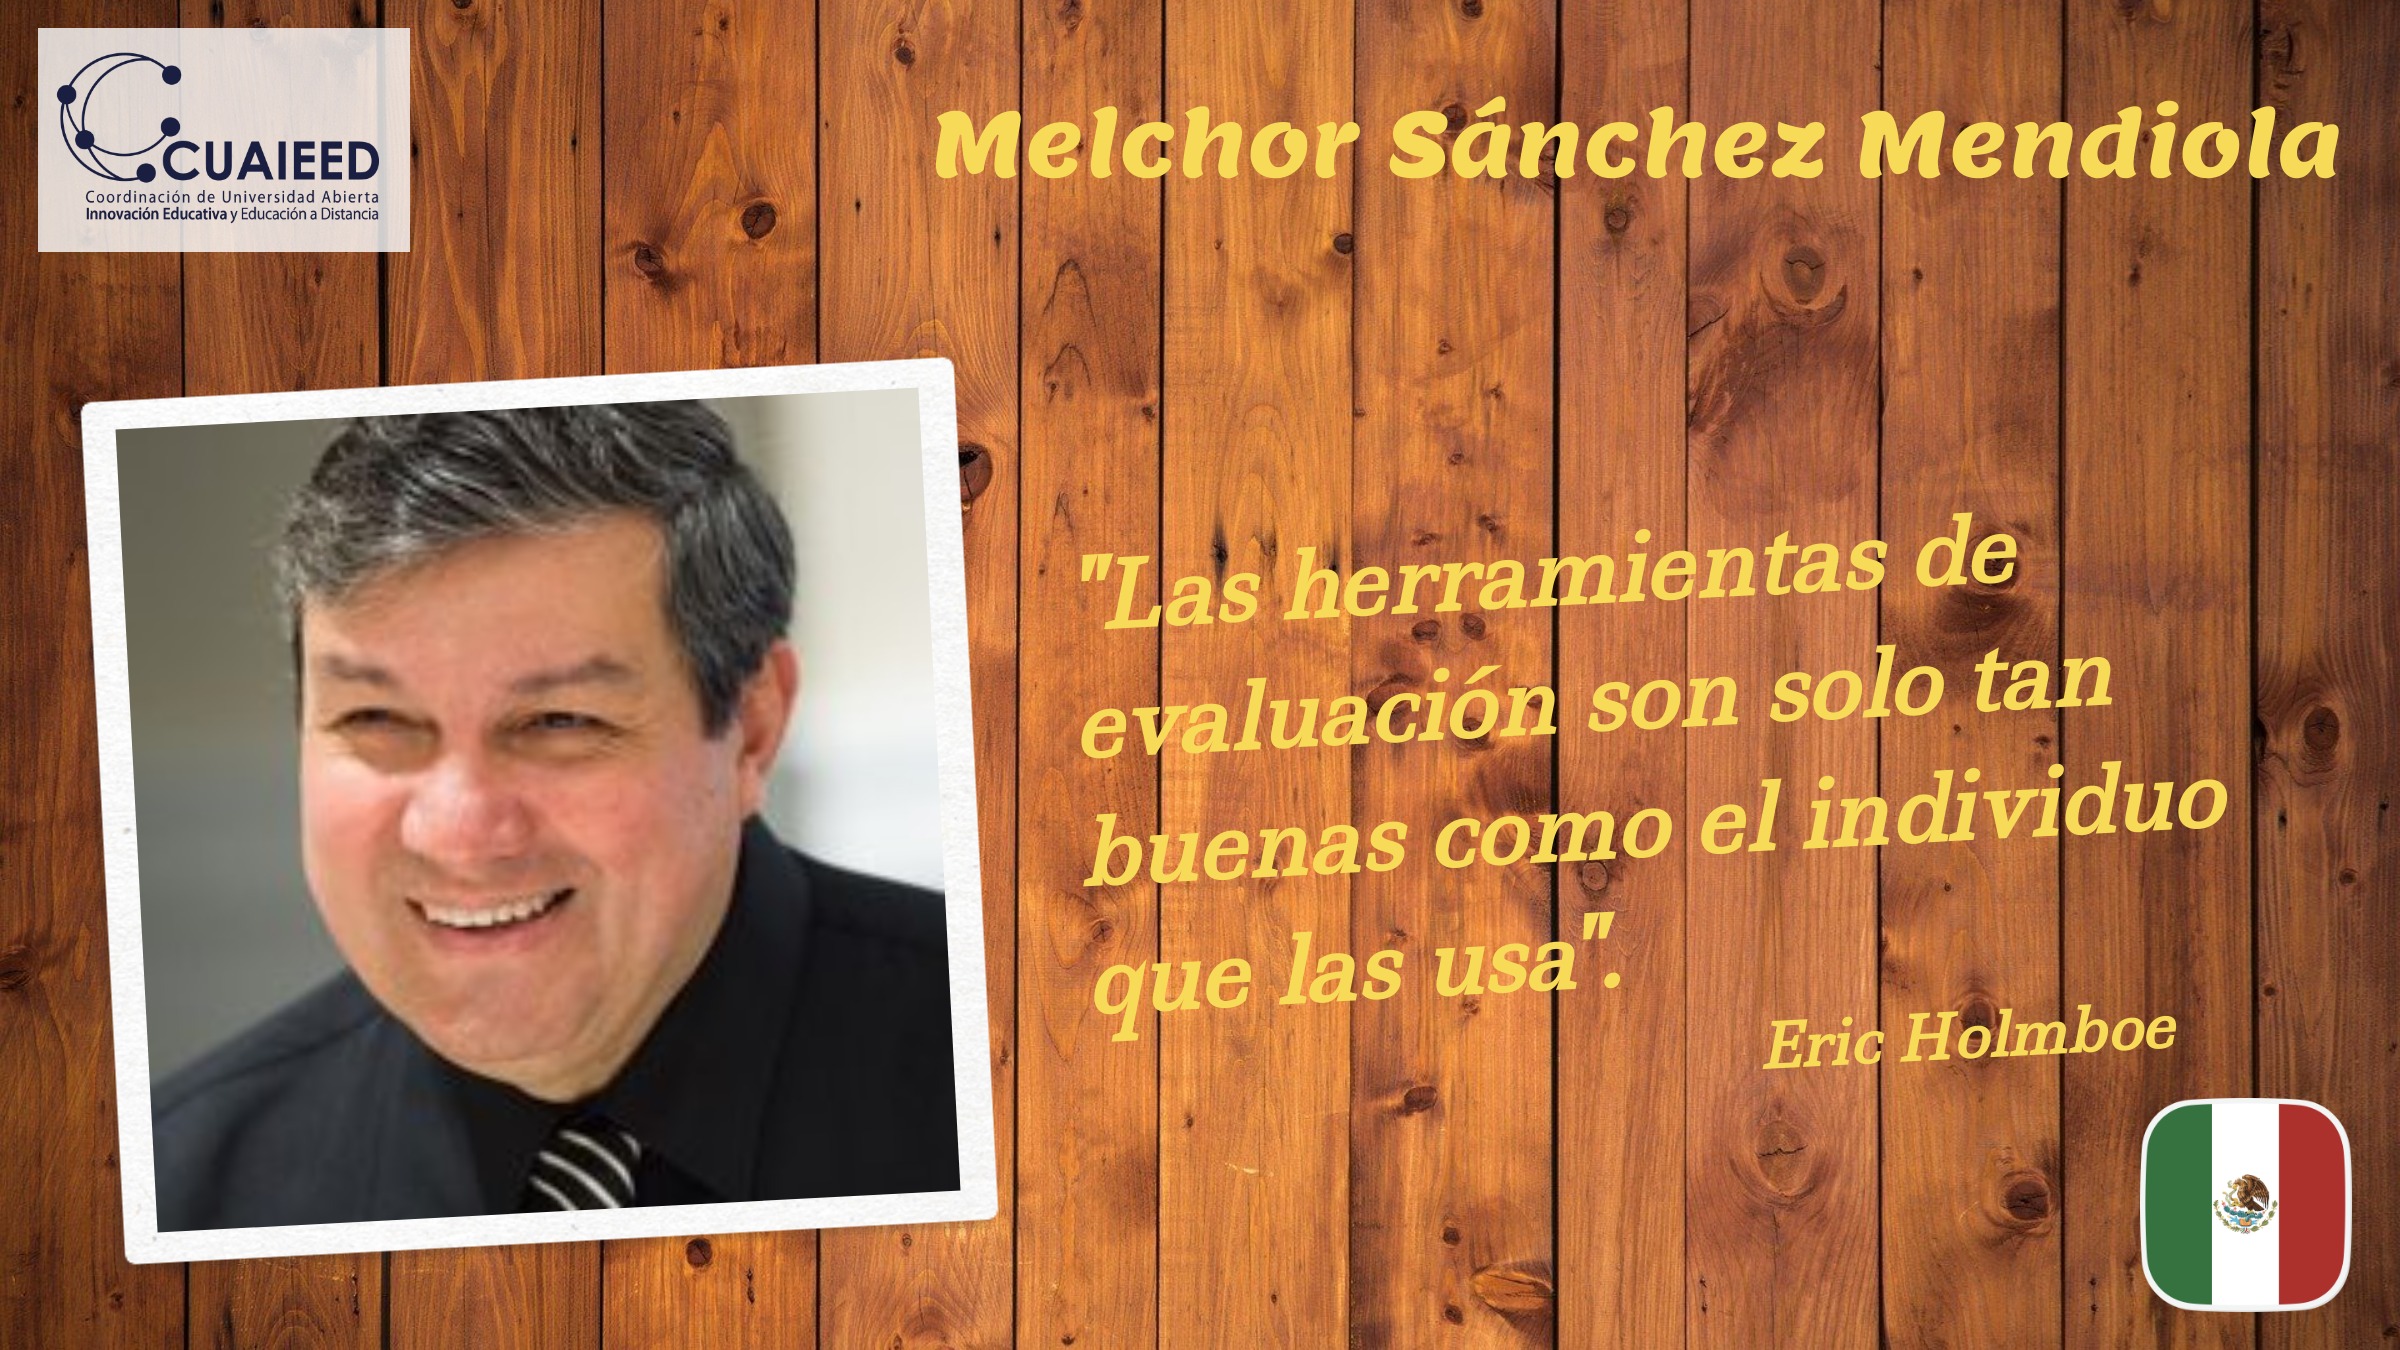 CUAIEED
Coordinación de Universidad Abierta
Innovación Educativa y Educación a Distancia
Melchor Sánchez Mendiola
"Las herramientas de
evaluación son solo tan
buenas como el individuo
que las usa".
Eric Holmboe